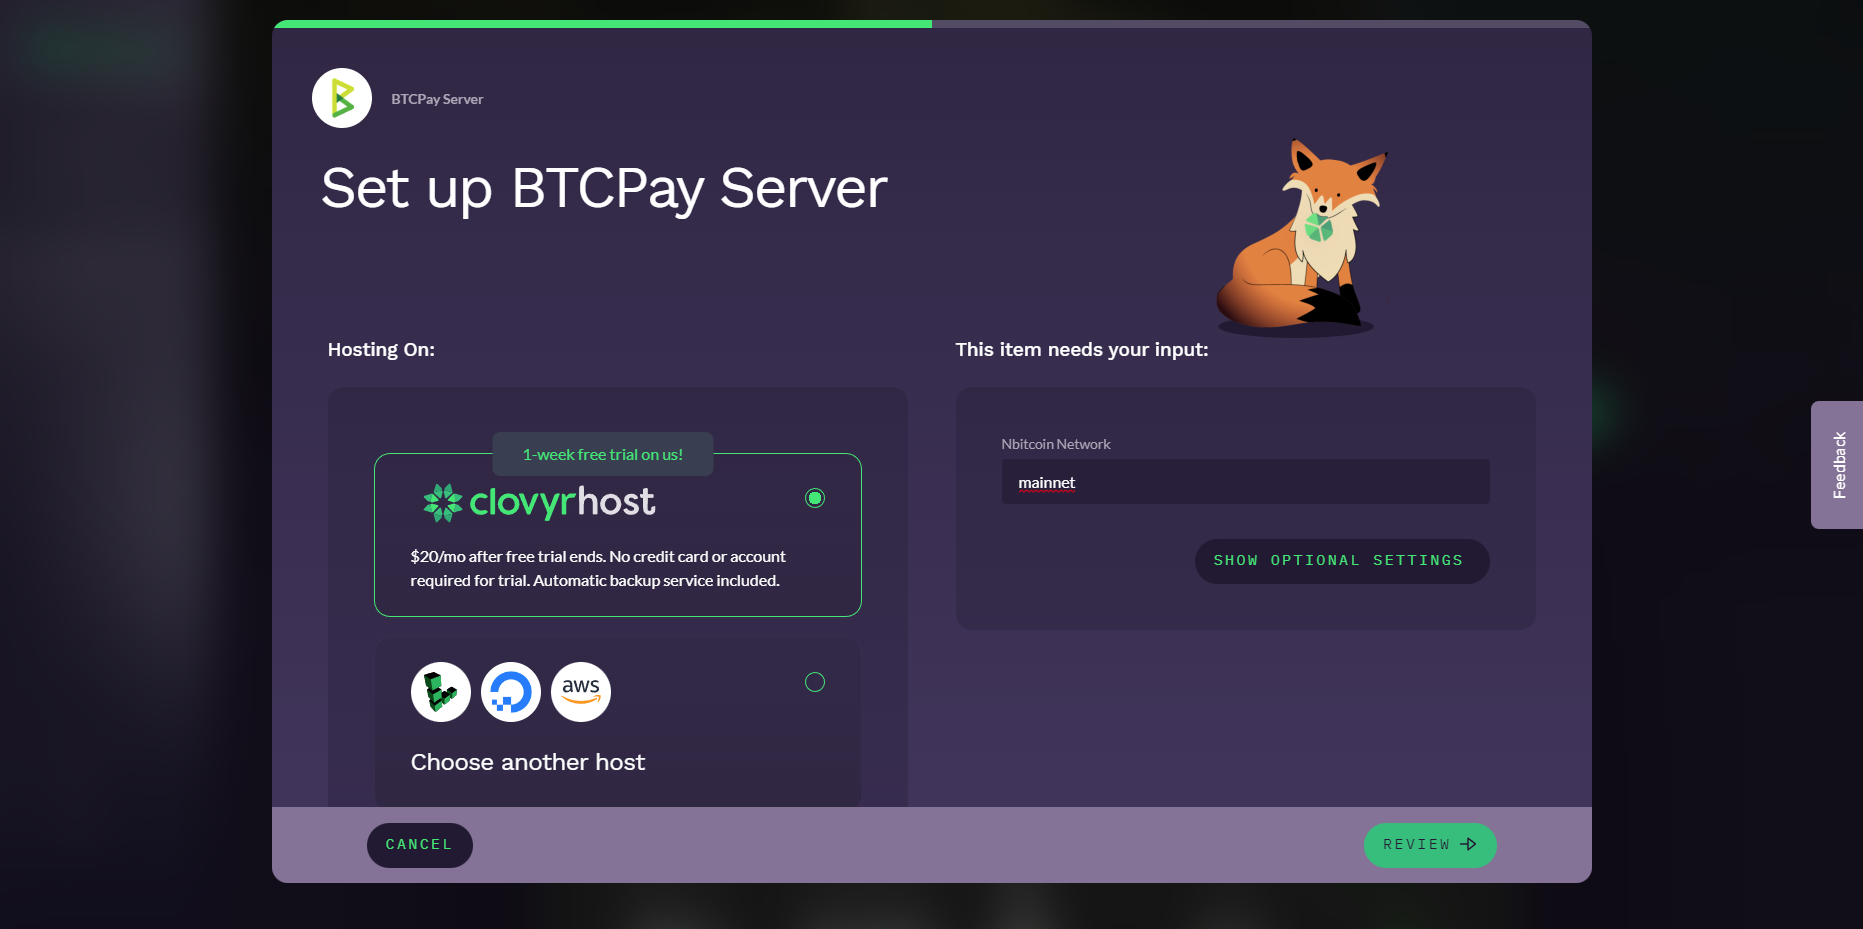 BTCPay Server
Set up BTCPay Server
Hosting On:
1-week free trial on us!
clovyrhost
$20/mo after free trial ends. No credit card or account
required for trial. Automatic backup service included.
aws
Choose another host
This item needs your input:
Nbitcoin Network
mainnet
SHOW OPTIONAL SETTINGS
CANCEL
REVIEW
Feedback